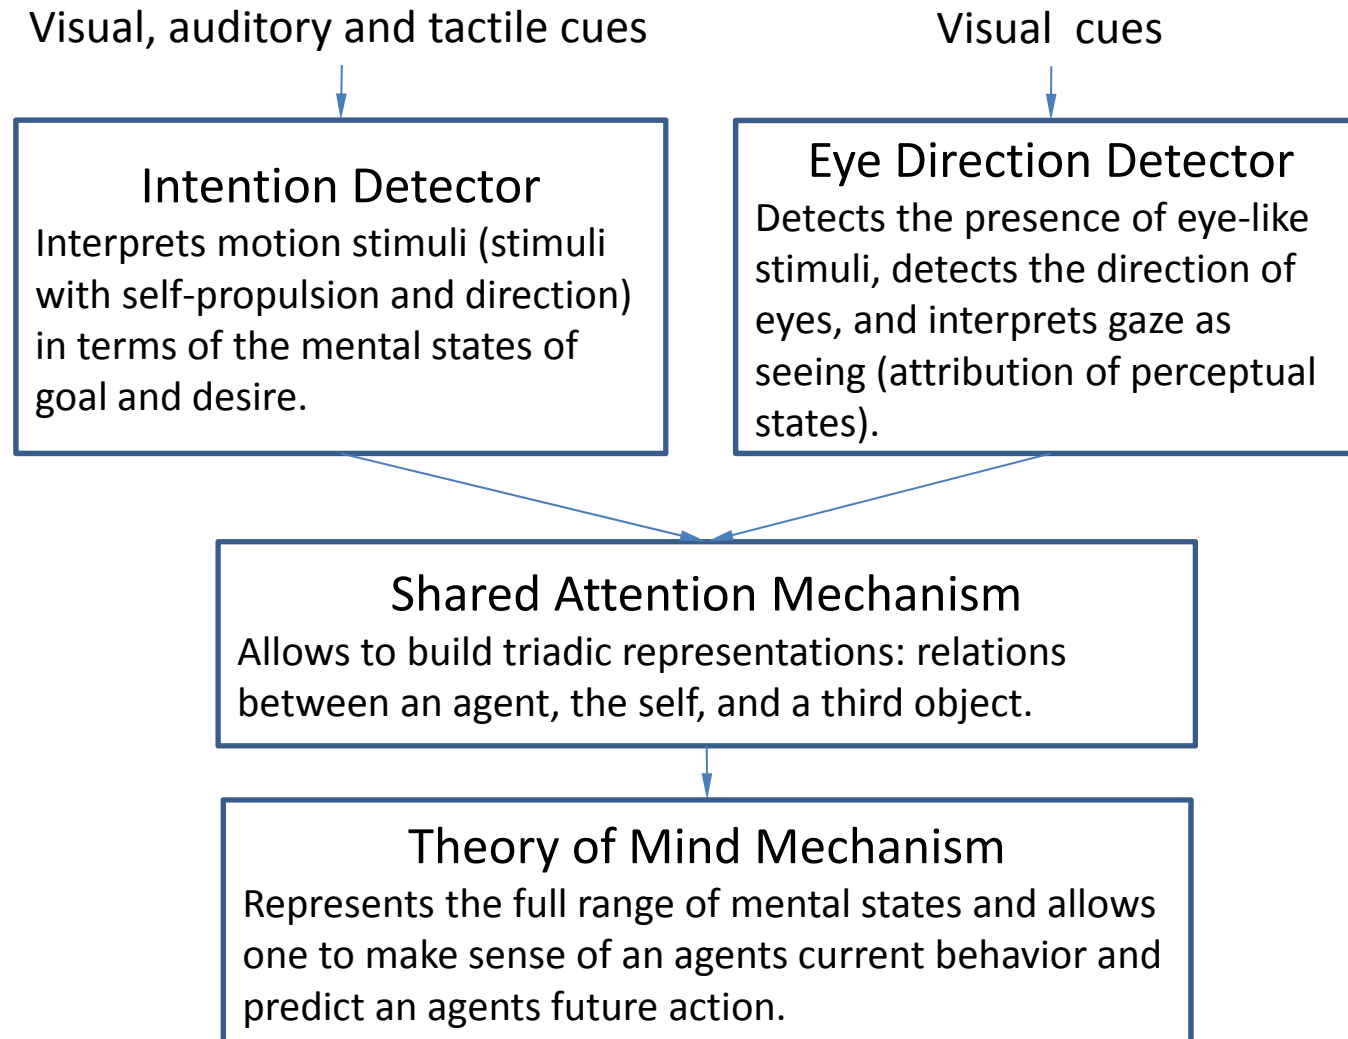 Visual, auditory and tactile cues
Visual cues
Intention Detector
Interprets motion stimuli (stimuli
with self-propulsion and direction)
in terms of the mental states of
goal and desire.
Eye Direction Detector
Detects the presence of eye-like
stimuli, detects the direction of
eyes, and interprets gaze as
seeing (attribution of perceptual
states).
Shared Attention Mechanism
Allows to build triadic representations: relations
between an agent, the self, and a third object.
Theory of Mind Mechanism
Represents the full range of mental states and allows
one to make sense of an agents current behavior and
predict an agents future action.